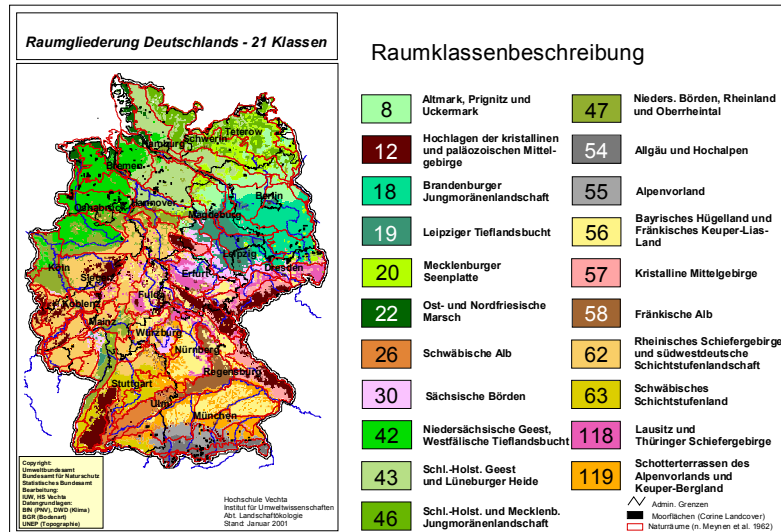 Raumgliederung Deutschlands - 21 Klassen
Teterow
Schwerin
Hamburg
Bremen
Berlin
Hannover
Osnabrück
Magdeburg
Leipzig
Köln
Dresden
Erfurt
Siegen
Fulda
Koblenz
Mainz
Würzburg
Nürnberg
Regensburg
Stuttgart
Ulm
München
Copyright:
Umweltbundesamt
Bundesamt für Naturschutz
Statistisches Bundesamt
Bearbeitung:
IUW, HS Vechta
Datengrundlagen:
BfN (PNV), DWD (Klima)
BGR (Bodenart)
UNEP (Topographie)
Hochschule Vechta
Institut für Umweltwissenschaften
Abt. Landschaftökologie
Stand: Januar 2001
Raumklassenbeschreibung
8
Altmark, Prignitz und
Uckermark
12
Hochlagen der kristallinen
und paläozoischen Mittel-
gebirge
18
Brandenburger
Jungmoränenlandschaft
19
Leipziger Tieflandsbucht
20
Mecklenburger
Seenplatte
22
Ost- und Nordfriesische
Marsch
26
Schwäbische Alb
30
Sächsische Börden
42
Niedersächsische Geest,
Westfälische Tieflandsbucht
43
Schl.-Holst. Geest
und Lüneburger Heide
46
Schl.-Holst. und Mecklenb.
Jungmoränenlandschaft
47
Nieders. Börden, Rheinland
und Oberrheintal
54
Allgäu und Hochalpen
55
Alpenvorland
56
Bayrisches Hügelland und
Fränkisches Keuper-Lias-
Land
57
Kristalline Mittelgebirge
58
Fränkische Alb
62
Rheinisches Schiefergebirge
und südwestdeutsche
Schichtstufenlandschaft
63
Schwäbisches
Schichtstufenland
118
Lausitz und
Thüringer Schiefergebirge
119
Schotterterrassen des
Alpenvorlands und
Keuper-Bergland
Admin. Grenzen
Moorflächen (Corine Landcover)
Naturräume (n. Meynen et al. 1962)